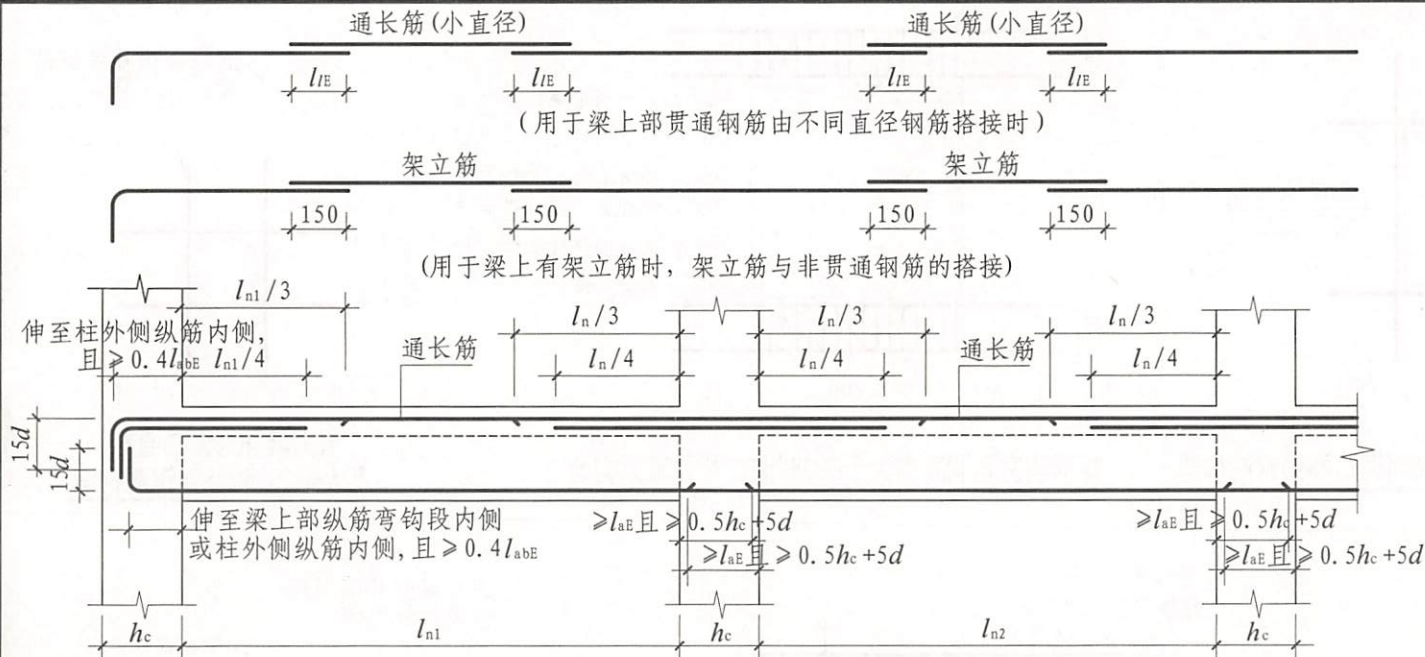 通长筋(小直径) 通长筋(小直径)
llE llE llE llE
(用于梁上部贯通钢筋由不同直径钢筋搭接时)
架立筋 架立筋
150 150 150 150
(用于梁上有架立筋时, 架立筋与非贯通钢筋的搭接)
ln1/3
ln/3 ln/3 ln/3
伸至柱外侧纵筋内侧,
且≥0.4labE ln1/4
通长筋 通长筋
ln/4 ln/4 ln/4
15d
15d
伸至梁上部纵筋弯钩段内侧
或柱外侧纵筋内侧, 且≥0.4labE
≥laE且≥0.5hc+5d ≥laE且≥0.5hc+5d
≥laE且≥0.5hc+5d ≥laE且≥0.5hc+5d
hc ln1 hc ln2 hc